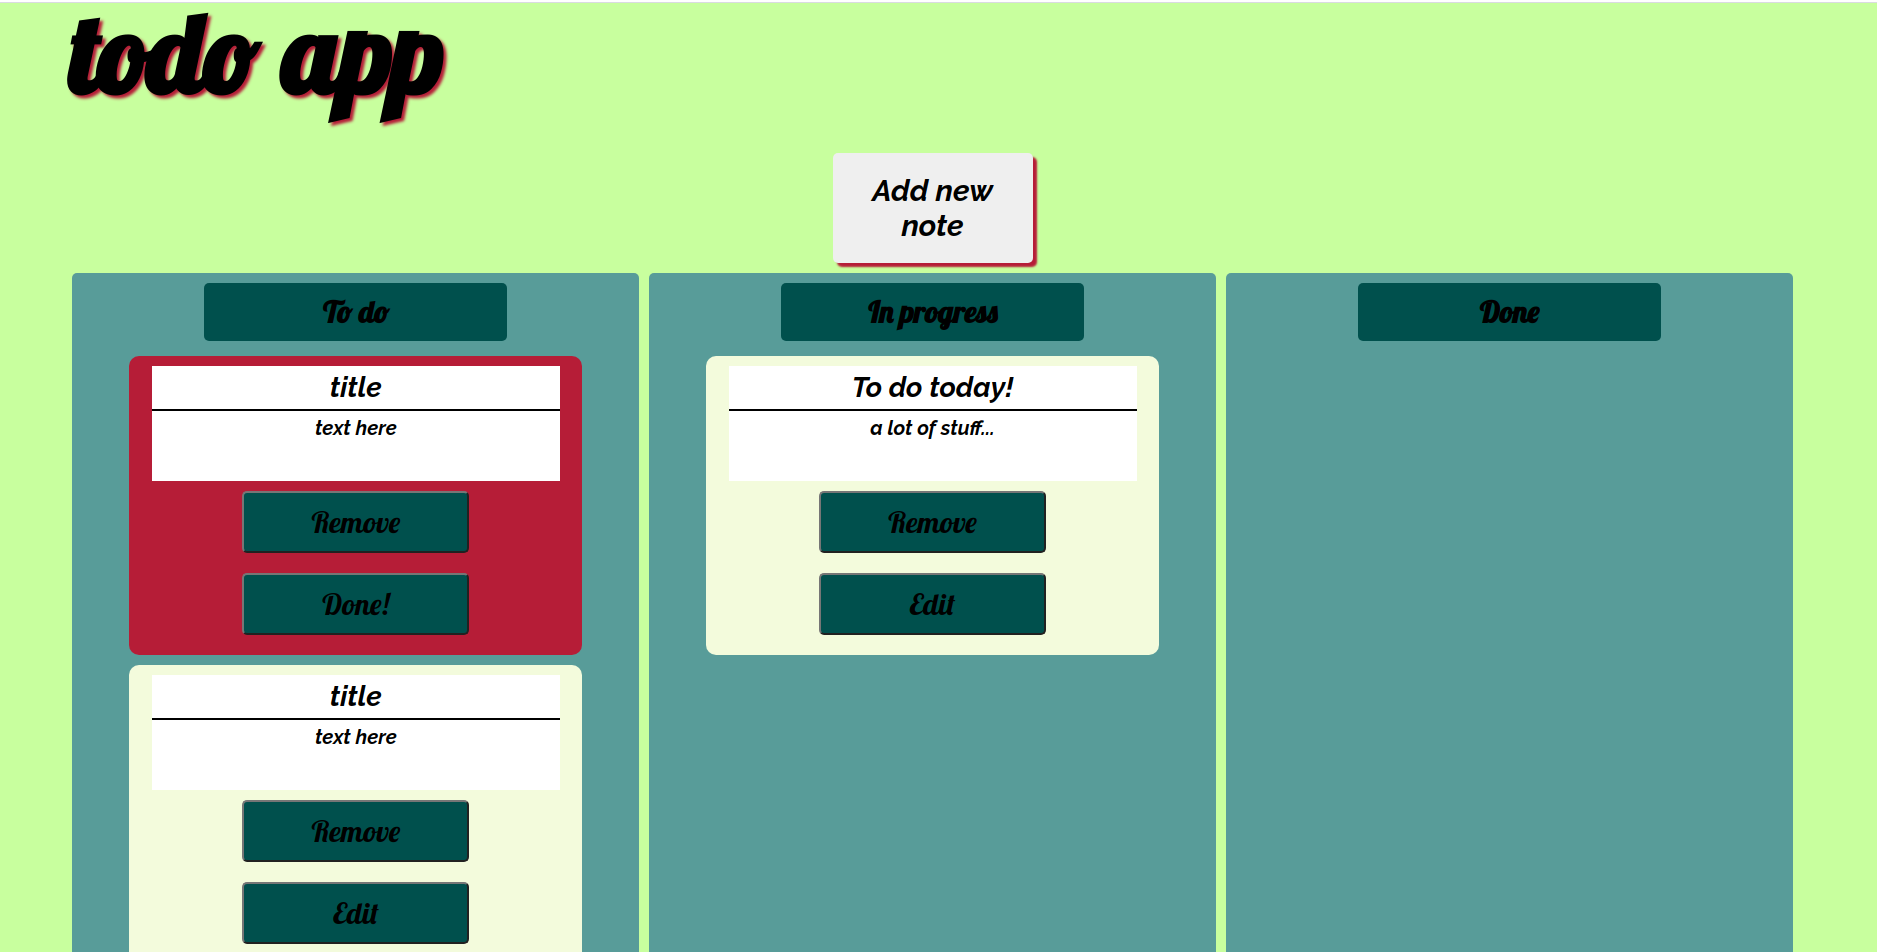 todo app
Add new
note
To do
title
text here
Remove
Done!
title
text here
Remove
Edit
In progress
To do today!
a lot of stuff...
Remove
Edit
Done